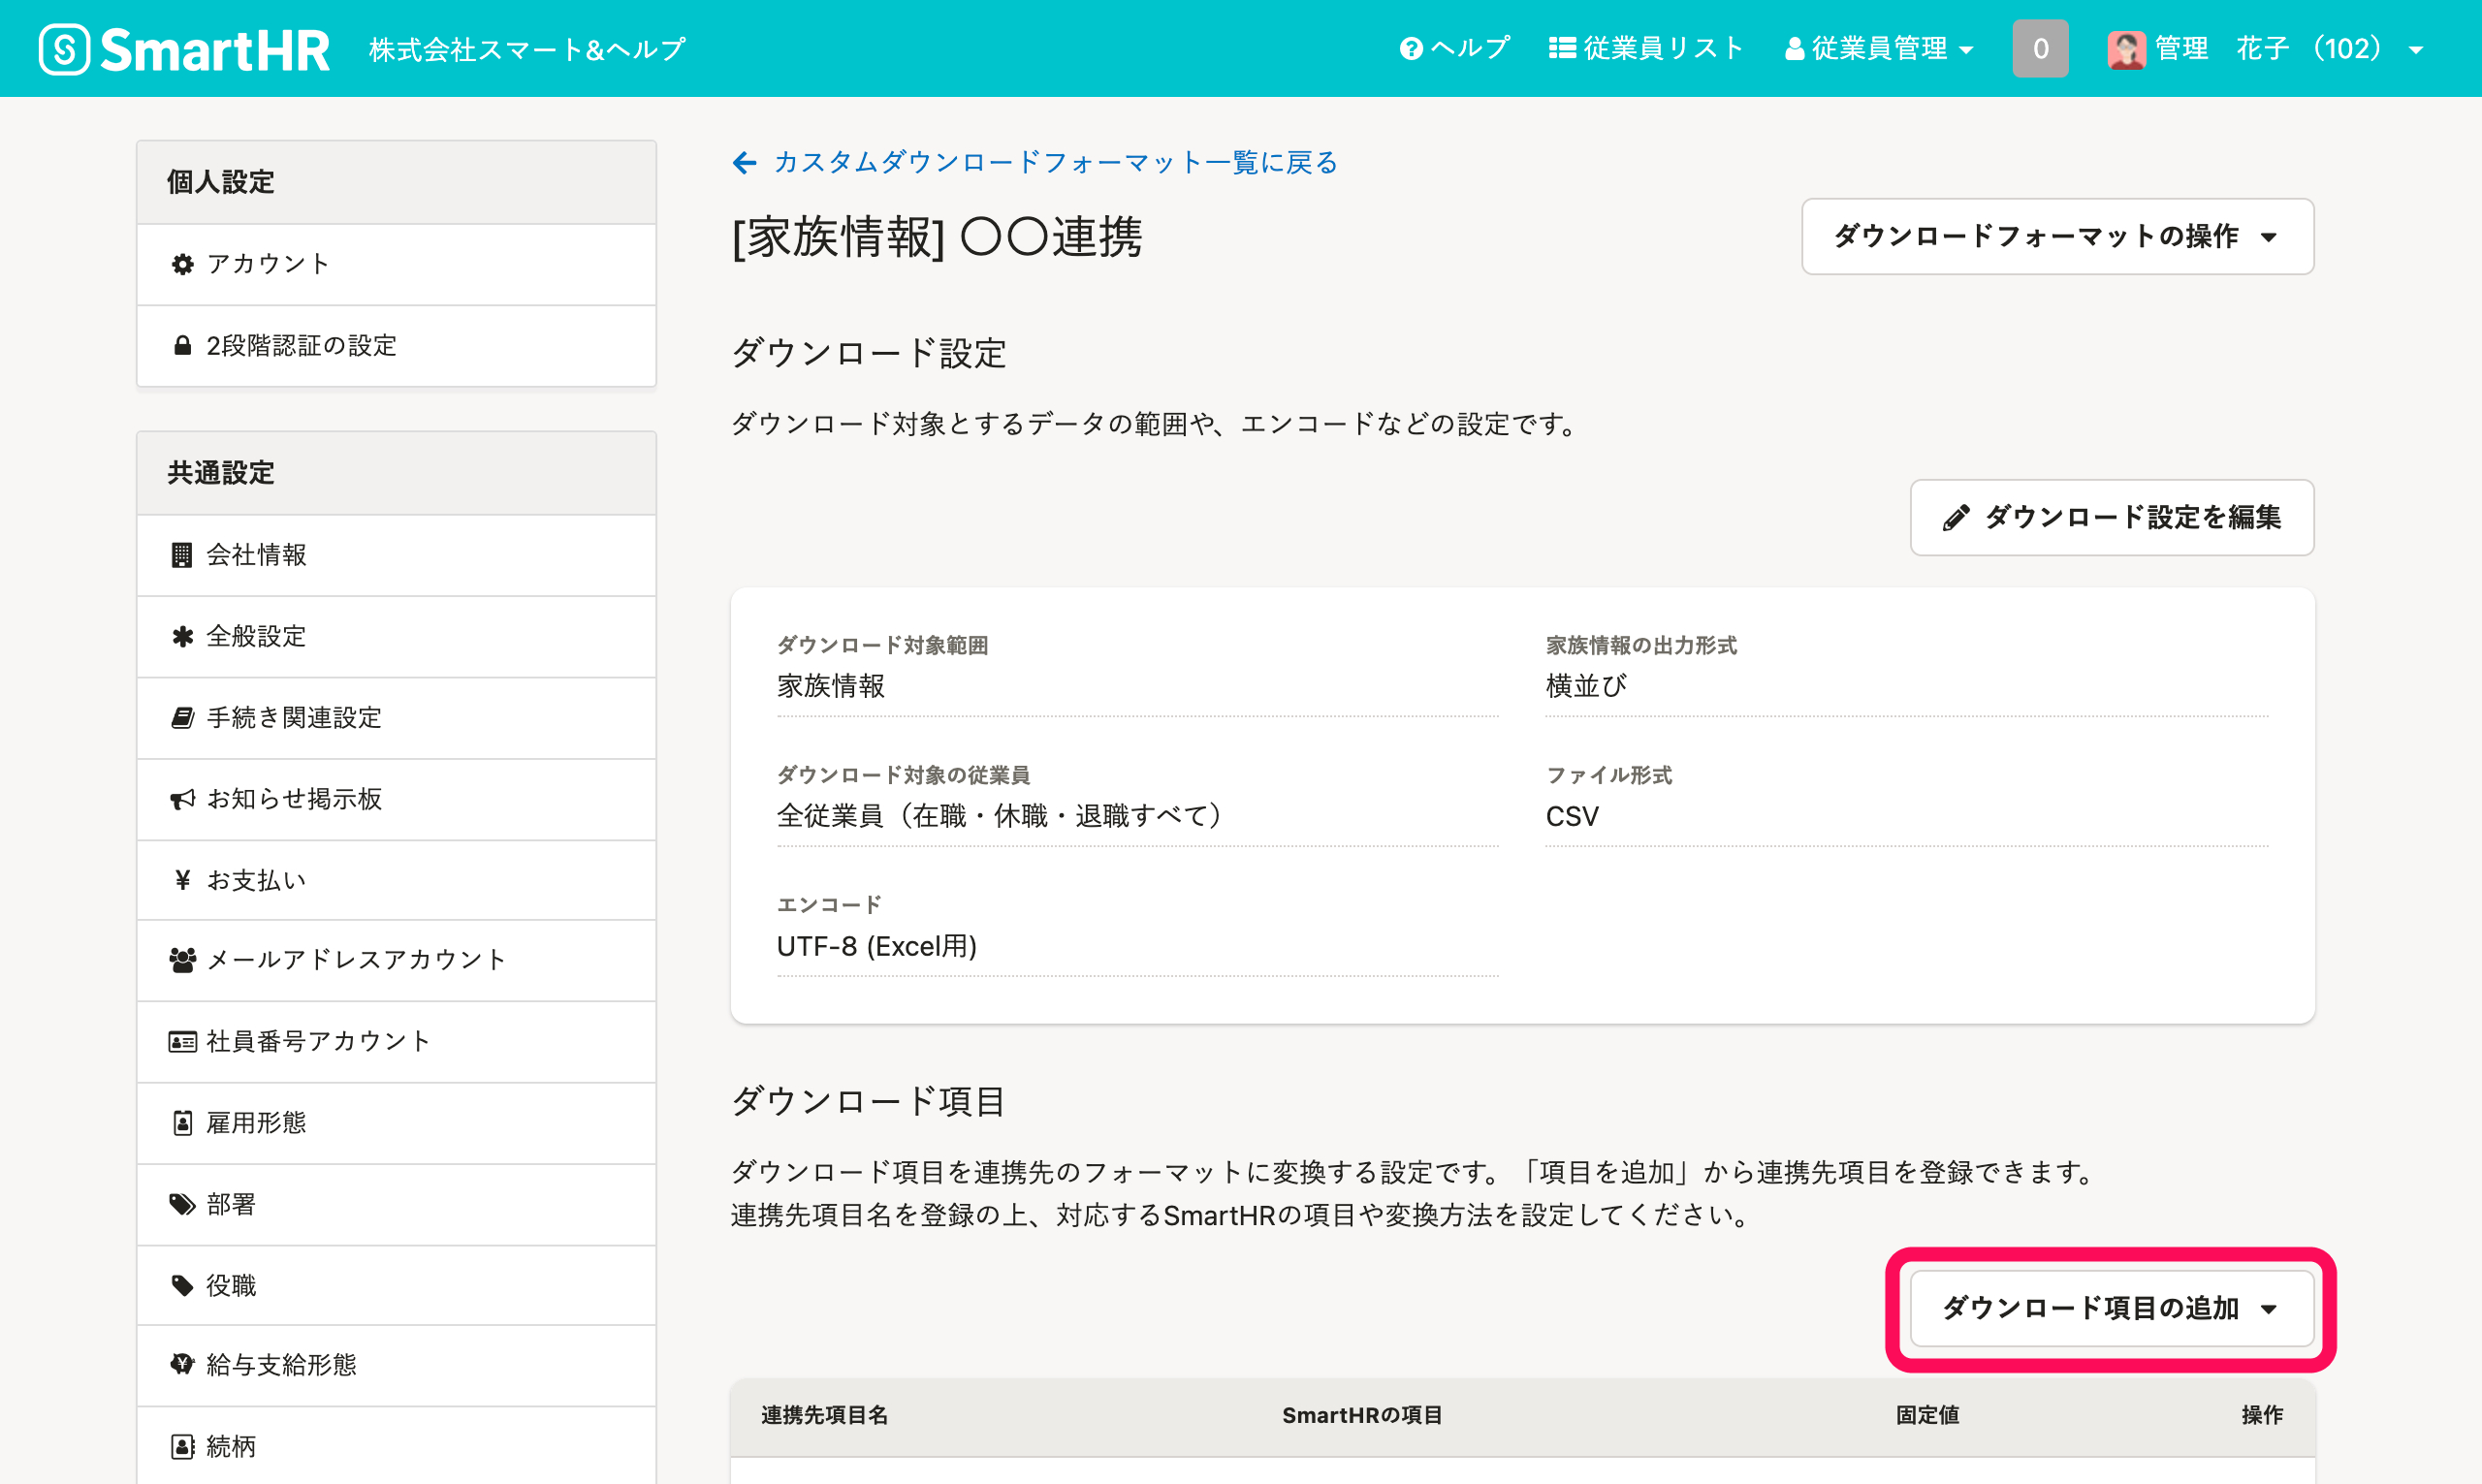 SmartHR 株式会社スマート&ヘルプ ヘルプ 従業員リスト 従業員管理 0 管理 花子 （102）
個人設定
アカウント
2段階認証の設定
共通設定
会社情報
全般設定
手続き関連設定
お知らせ掲示板
¥ お支払い
メールアドレスアカウント
社員番号アカウント
雇用形態
部署
役職
給与支給形態
続柄
カスタムダウンロードフォーマット一覧に戻る
[家族情報] 〇〇連携
ダウンロードフォーマットの操作
ダウンロード設定
ダウンロード対象とするデータの範囲や、エンコードなどの設定です。
ダウンロード設定を編集
ダウンロード対象範囲
家族情報
家族情報の出力形式
横並び
ダウンロード対象の従業員
全従業員（在職・休職・退職すべて）
ファイル形式
CSV
エンコード
UTF-8 (Excel用)
ダウンロード項目
ダウンロード項目を連携先のフォーマットに変換する設定です。「項目を追加」から連携先項目を登録できます。
連携先項目名を登録の上、対応するSmartHRの項目や変換方法を設定してください。
ダウンロード項目の追加
連携先項目名 SmartHRの項目 固定値 操作